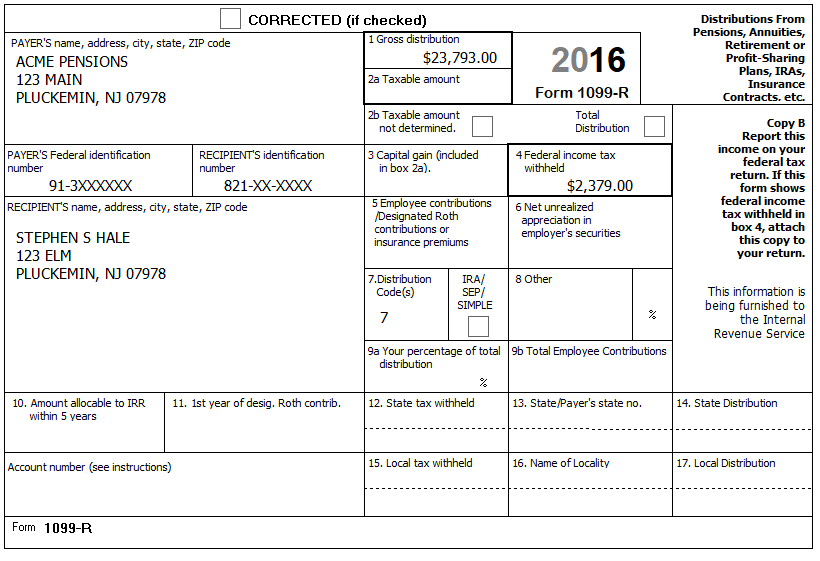 CORRECTED (if checked)
PAYER'S name, address, city, state, ZIP code
ACME PENSIONS
123 MAIN
PLUCKEMIN, NJ 07978
1 Gross distribution
$23,793.00
2a Taxable amount
2016
Form 1099-R
Distributions From
Pensions, Annuities,
Retirement or
Profit-Sharing
Plans, IRAs,
Insurance
Contracts. etc.
2b Taxable amount
not determined.
Total
Distribution
Copy B
Report this
income on your
federal tax
return. If this
form shows
federal income
tax withheld in
box 4, attach
this copy to
your return.
This information is
being furnished to
the Internal
Revenue Service
PAYER'S Federal identification
number
91-3XXXXXX
RECIPIENT'S identification
number
821-XX-XXXX
3 Capital gain (included
in box 2a).
4 Federal income tax
withheld
$2,379.00
RECIPIENT'S name, address, city, state, ZIP code
STEPHEN S HALE
123 ELM
PLUCKEMIN, NJ 07978
5 Employee contributions
/Designated Roth
contributions or
insurance premiums
6 Net unrealized
appreciation in
employer's securities
7.Distribution
Code(s)
7
IRA/
SEP/
SIMPLE
8 Other
%
9a Your percentage of total
distribution
%
9b Total Employee Contributions
10. Amount allocable to IRR
within 5 years
11. 1st year of desig. Roth contrib.
12. State tax withheld
13. State/Payer's state no.
14. State Distribution
Account number (see instructions)
15. Local tax withheld
16. Name of Locality
17. Local Distribution
Form 1099-R